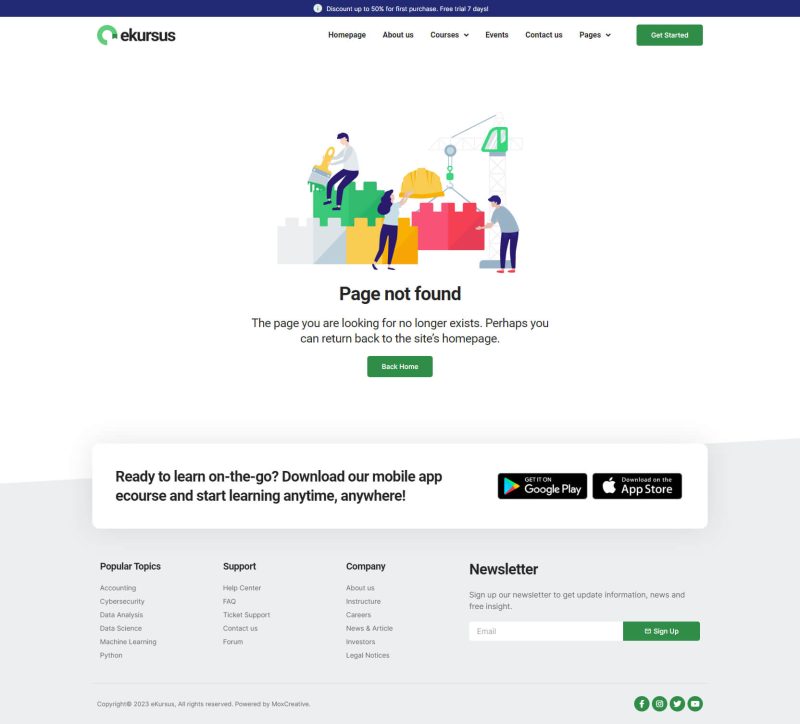 Discount up to 50% for first purchase. Free trial 7 days!
ekursus
Homepage
About us
Courses
Events
Contact us
Pages
Get Started
Page not found
The page you are looking for no longer exists. Perhaps you
can return back to the site's homepage.
Back Home
Ready to learn on-the-go? Download our mobile app
ecourse and start learning anytime, anywhere!
GET IT ON
Google Play
Download on the
App Store
Popular Topics
Accounting
Cybersecurity
Data Analysis
Data Science
Machine Learning
Python
Support
Help Center
FAQ
Ticket Support
Contact us
Forum
Company
About us
Instructure
Careers
News & Article
Investors
Legal Notices
Newsletter
Sign up our newsletter to get update information, news and
free insight.
Email
Sign Up
Copyright© 2023 eKursus, All rights reserved. Powered by MoxCreative.